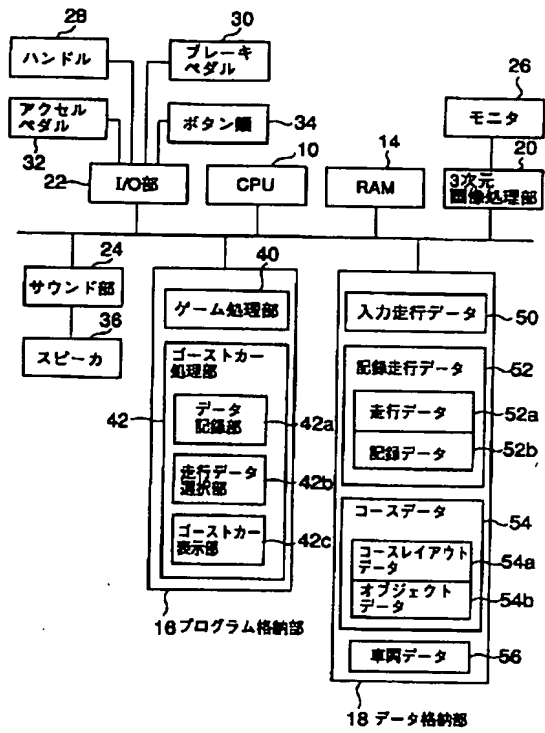 28
ハンドル
30
ブレーキ
ペダル
アクセル
ペダル
32
ボタン類
34
22
I/O部
10
CPU
14
RAM
26
モニタ
20
3次元
画像処理部
24
サウンド部
36
スピーカ
40
ゲーム処理部
ゴーストカー
処理部
42
データ
記録部
42a
走行データ
選択部
42b
ゴーストカー
表示部
42c
16 プログラム格納部
入力走行データ
50
記録走行データ
52
走行データ
52a
記録データ
52b
コースデータ
54
コースレイアウト
データ
54a
オブジェクト
データ
54b
車両データ
56
18 データ格納部